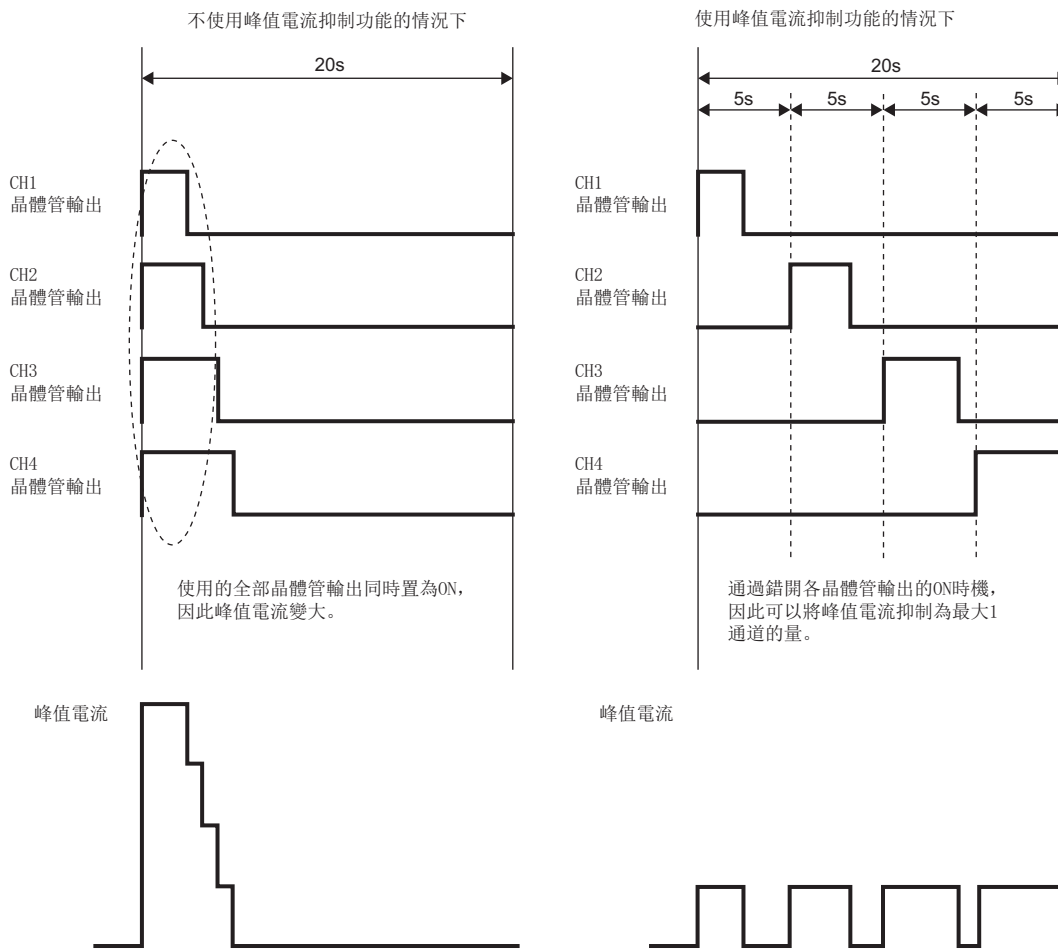 不使用峰值電流抑制功能的情況下
20s
CH1
晶體管輸出
CH2
晶體管輸出
CH3
晶體管輸出
CH4
晶體管輸出
使用的全部晶體管輸出同時置為ON，
因此峰值電流變大。
峰值電流
使用峰值電流抑制功能的情況下
20s
5s 5s 5s 5s
CH1
晶體管輸出
CH2
晶體管輸出
CH3
晶體管輸出
CH4
晶體管輸出
通過錯開各晶體管輸出的ON時機，
因此可以將峰值電流抑制為最大1
通道的量。
峰值電流